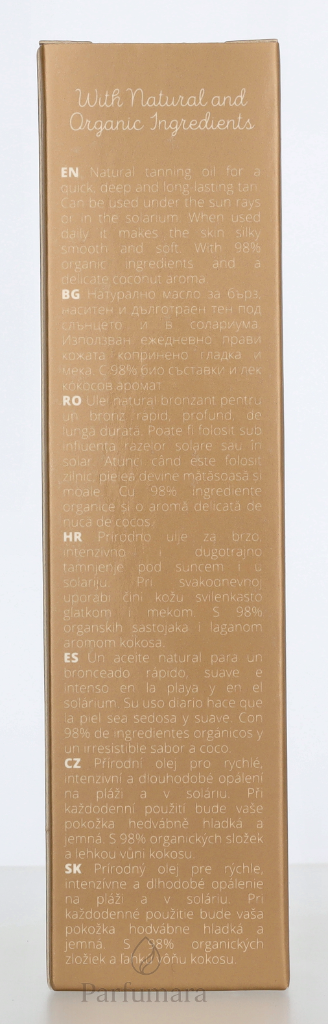 With Natural and
Organic Ingredients
EN Natural tanning oil for a
quick, deep and long-lasting tan.
Can be used under the sun rays
or in the solarium. When used
daily it makes the skin silky
smooth and soft. With 98%
organic ingredients and a
delicate coconut aroma.
BG Натурално масло за бърз,
наситен и дълготраен тен под
слънцето и в солариума.
Използван ежедневно, прави
кожата копринено гладка и
мека. С 98% био съставки и лек
кокосов аромат.
RO Ulei natural bronzant pentru
un bronz rapid, profund, de
lunga durata. Poate fi folosit sub
influența razelor solare sau în
solar. Atunci când este folosit
zilnic, pielea devine mătăsoasă și
moale. Cu 98% ingrediente
organice și o aromă delicată de
nucă de cocos.
HR Prirodno ulje za brzo,
intenzivno i dugotrajno
tamnjenje pod suncem i u
solariju. Pri svakodnevnoj
uporabi čini kožu svilenkasto
glatkom i mekom. S 98%
organskih sastojaka i laganom
aromom kokosa.
ES Un aceite natural para un
bronceado rápido, suave e
intenso en la playa y en el
solárium. Su uso diario hace que
la piel sea sedosa y suave. Con
98% de ingredientes orgánicos y
un irresistible sabor a coco.
CZ Přírodní olej pro rychlé,
intenzivní a dlouhodobé opálení
na pláži a v soláriu. Při
každodenní použití bude vaše
pokožka hedvábně hladká a
jemná. S 98% organických složek
a lehkou vůni kokosu.
SK Prírodný olej pre rýchle,
intenzívne a dlhodobé opálenie
na pláži a v soláriu. Pri
každodenné použitie bude vaša
pokožka hodvábne hladká a
jemná. S 98% organických
zložiek a ľahkú vôňu kokosu.
Parfumara